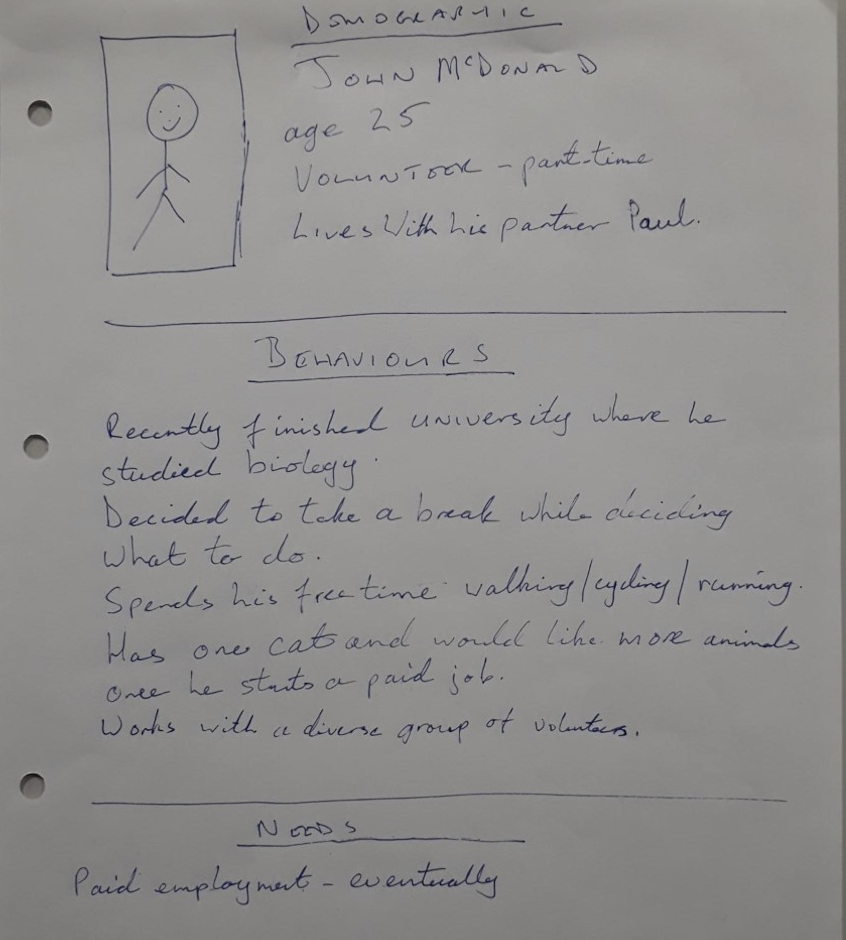 DEMOGRAPHIC
JOHN McDONALD
age 25
VOLUNTEER - part-time
Lives with his partner Paul.
BEHAVIOURS
Recently finished university where he
studied biology.
Decided to take a break while deciding
what to do.
Spends his free time walking/cycling/running.
Has one cat and would like more animals
once he starts a paid job.
Works with a diverse group of volunteers.
NEEDS
Paid employment - eventually